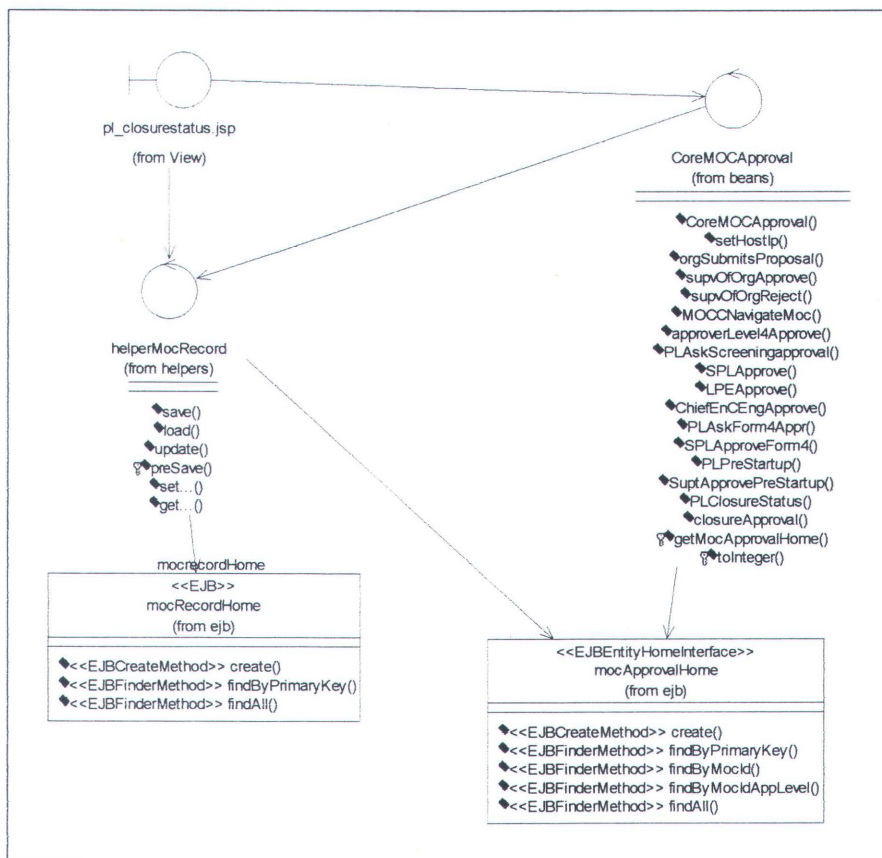 pl_closurestatus.jsp
(from View)
CoreMOCApproval
(from beans)
CoreMOCApproval()
setHostIp()
orgSubmitsProposal()
supvOfOrgApprove()
supvOfOrgReject()
MOCCNavigateMoc()
approverLevel4Approve()
PLAskScreeningapproval()
SPLApprove()
LPEApprove()
ChiefEnCEngApprove()
PLAskForm4Appr()
SPLApproveForm4()
PLPreStartup()
SuptApprovePreStartup()
PLClosureStatus()
closureApproval()
getMocApprovalHome()
toInteger()
helperMocRecord
(from helpers)
save()
load()
update()
preSave()
set...()
get...()
mocrecordHome
<<EJB>>
mocRecordHome
(from ejb)
<<EJBCreateMethod>> create()
<<EJBFinderMethod>> findByPrimaryKey()
<<EJBFinderMethod>> findAll()
<<EJBEntityHomeInterface>>
mocApprovalHome
(from ejb)
<<EJBCreateMethod>> create()
<<EJBFinderMethod>> findByPrimaryKey()
<<EJBFinderMethod>> findByMocId()
<<EJBFinderMethod>> findByMocIdAppLevel()
<<EJBFinderMethod>> findAll()